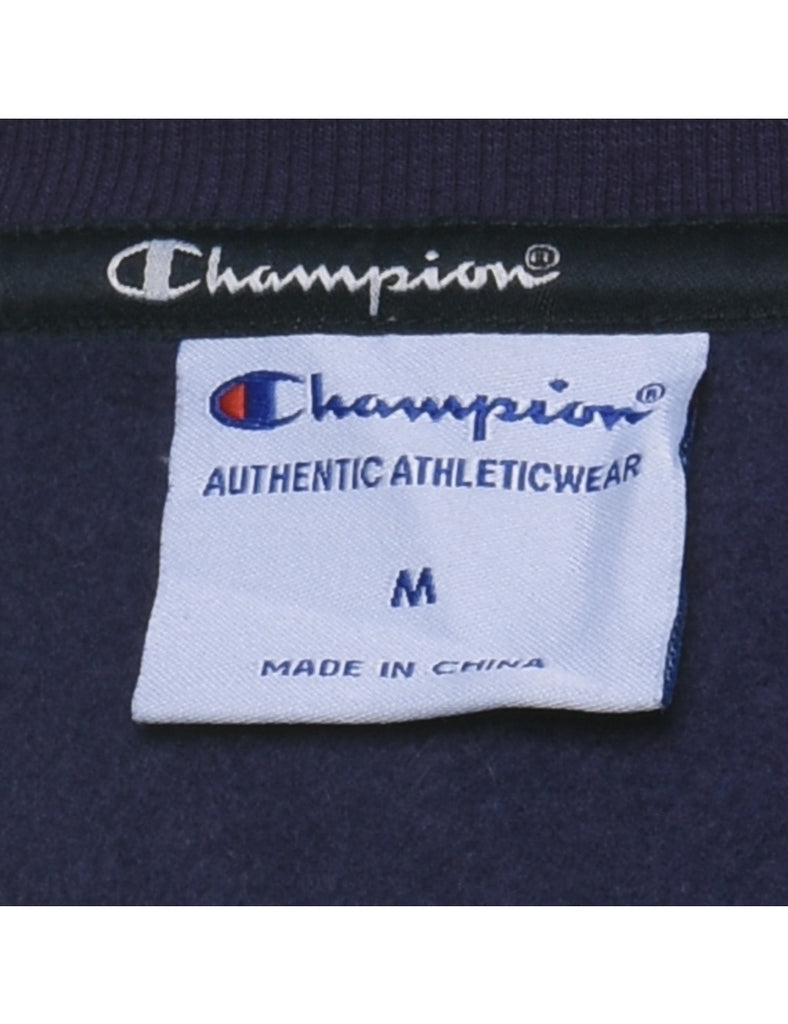 Champion®
Champion®
AUTHENTIC ATHLETICWEAR
M
MADE IN CHINA